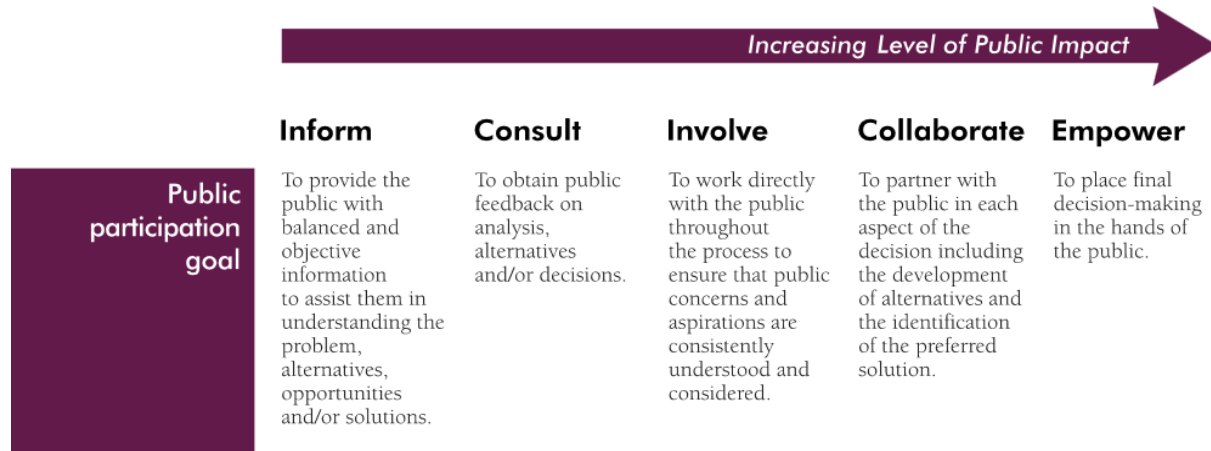 Increasing Level of Public Impact
Inform
Consult
Involve
Collaborate
Empower
Public
participation
goal
To provide the
public with
balanced and
objective
information
to assist them in
understanding the
problem,
alternatives,
opportunities
and/or solutions.
To obtain public
feedback on
analysis,
alternatives
and/or decisions.
To work directly
with the public
throughout
the process to
ensure that public
concerns and
aspirations are
consistently
understood and
considered.
To partner with
the public in each
aspect of the
decision including
the development
of alternatives and
the identification
of the preferred
solution.
To place final
decision-making
in the hands of
the public.